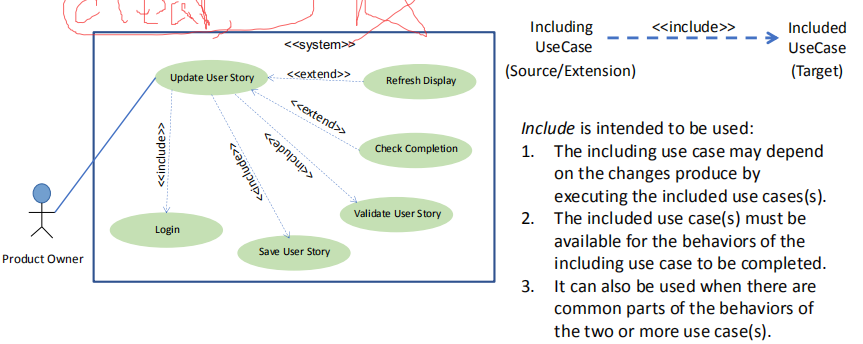 <<system>>
Update User Story
<<extend>>
Refresh Display
<<extend>>
Check Completion
<<include>>
<<include>>
<<include>>
Validate User Story
Login
Save User Story
Product Owner
Including
UseCase
(Source/Extension)
<<include>>
Included
UseCase
(Target)
Include is intended to be used:
1. The including use case may depend
on the changes produce by
executing the included use cases(s).
2. The included use case(s) must be
available for the behaviors of the
including use case to be completed.
3. It can also be used when there are
common parts of the behaviors of
the two or more use case(s).